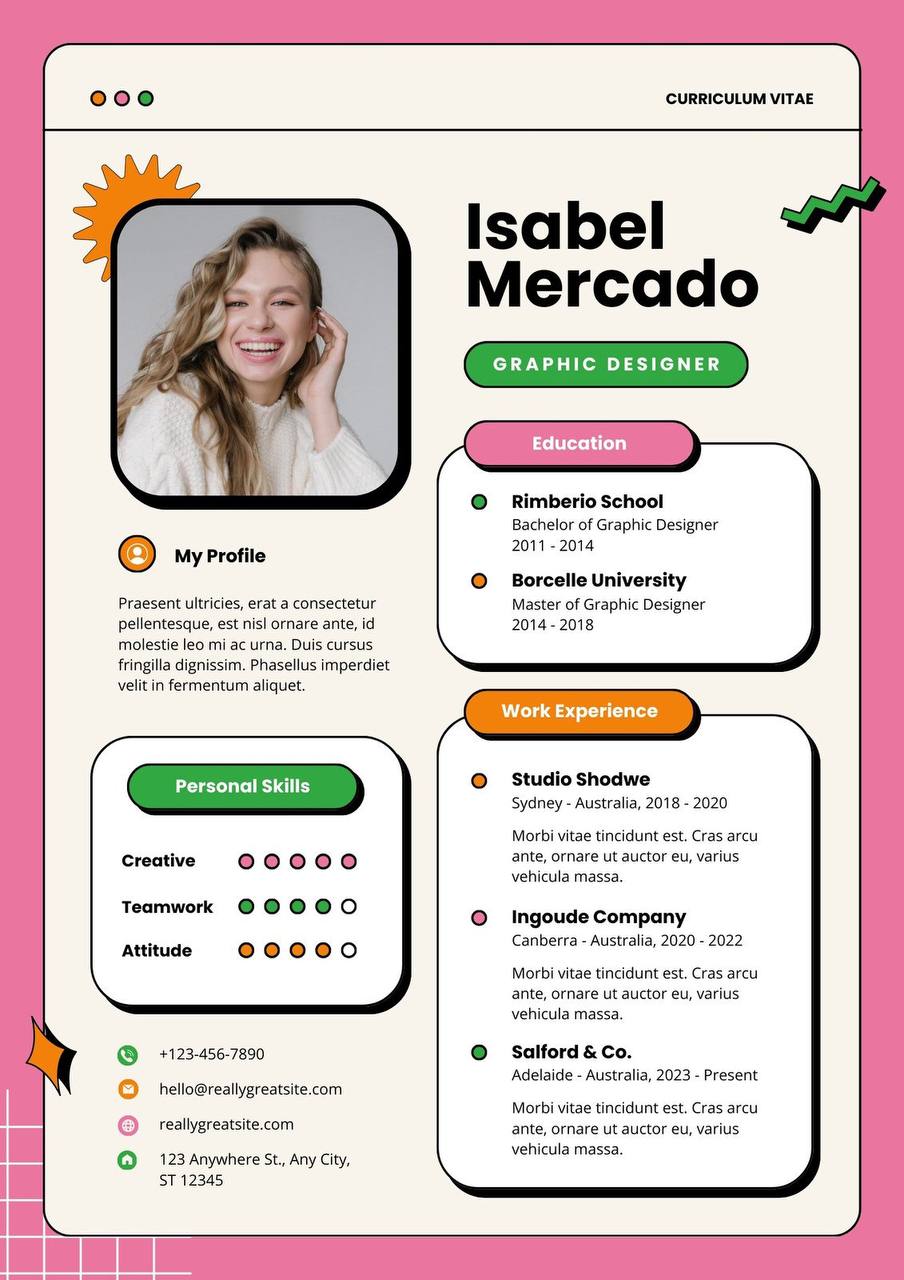 CURRICULUM VITAE
Isabel
Mercado
GRAPHIC DESIGNER
My Profile
Praesent ultricies, erat a consectetur
pellentesque, est nisl ornare ante, id
molestie leo mi ac urna. Duis cursus
fringilla dignissim. Phasellus imperdiet
velit in fermentum aliquet.
Personal Skills
Creative
Teamwork
Attitude
+123-456-7890
hello@reallygreatsite.com
reallygreatsite.com
123 Anywhere St., Any City,
ST 12345
Education
Rimberio School
Bachelor of Graphic Designer
2011 - 2014
Borcelle University
Master of Graphic Designer
2014 - 2018
Work Experience
Studio Shodwe
Sydney - Australia, 2018 - 2020
Morbi vitae tincidunt est. Cras arcu
ante, ornare ut auctor eu, varius
vehicula massa.
Ingoude Company
Canberra - Australia, 2020 - 2022
Morbi vitae tincidunt est. Cras arcu
ante, ornare ut auctor eu, varius
vehicula massa.
Salford & Co.
Adelaide - Australia, 2023 - Present
Morbi vitae tincidunt est. Cras arcu
ante, ornare ut auctor eu, varius
vehicula massa.